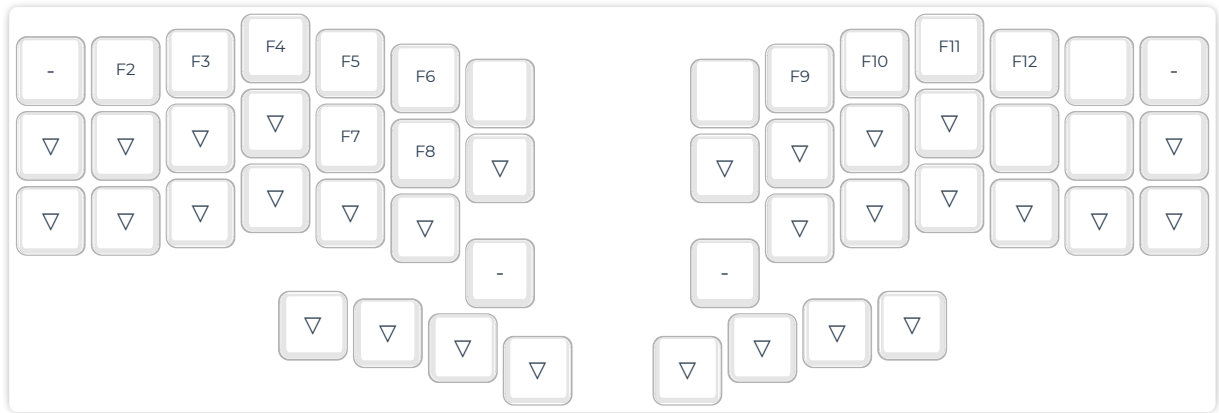 - F2 F3 F4 F5 F6
F9 F10 F11 F12 -
▽ ▽ ▽ ▽ F7 F8 ▽
▽ ▽ ▽ ▽ ▽
▽ ▽ ▽ ▽ ▽ ▽
▽ ▽ ▽ ▽ ▽ ▽
-
-
▽ ▽ ▽ ▽
▽ ▽ ▽ ▽